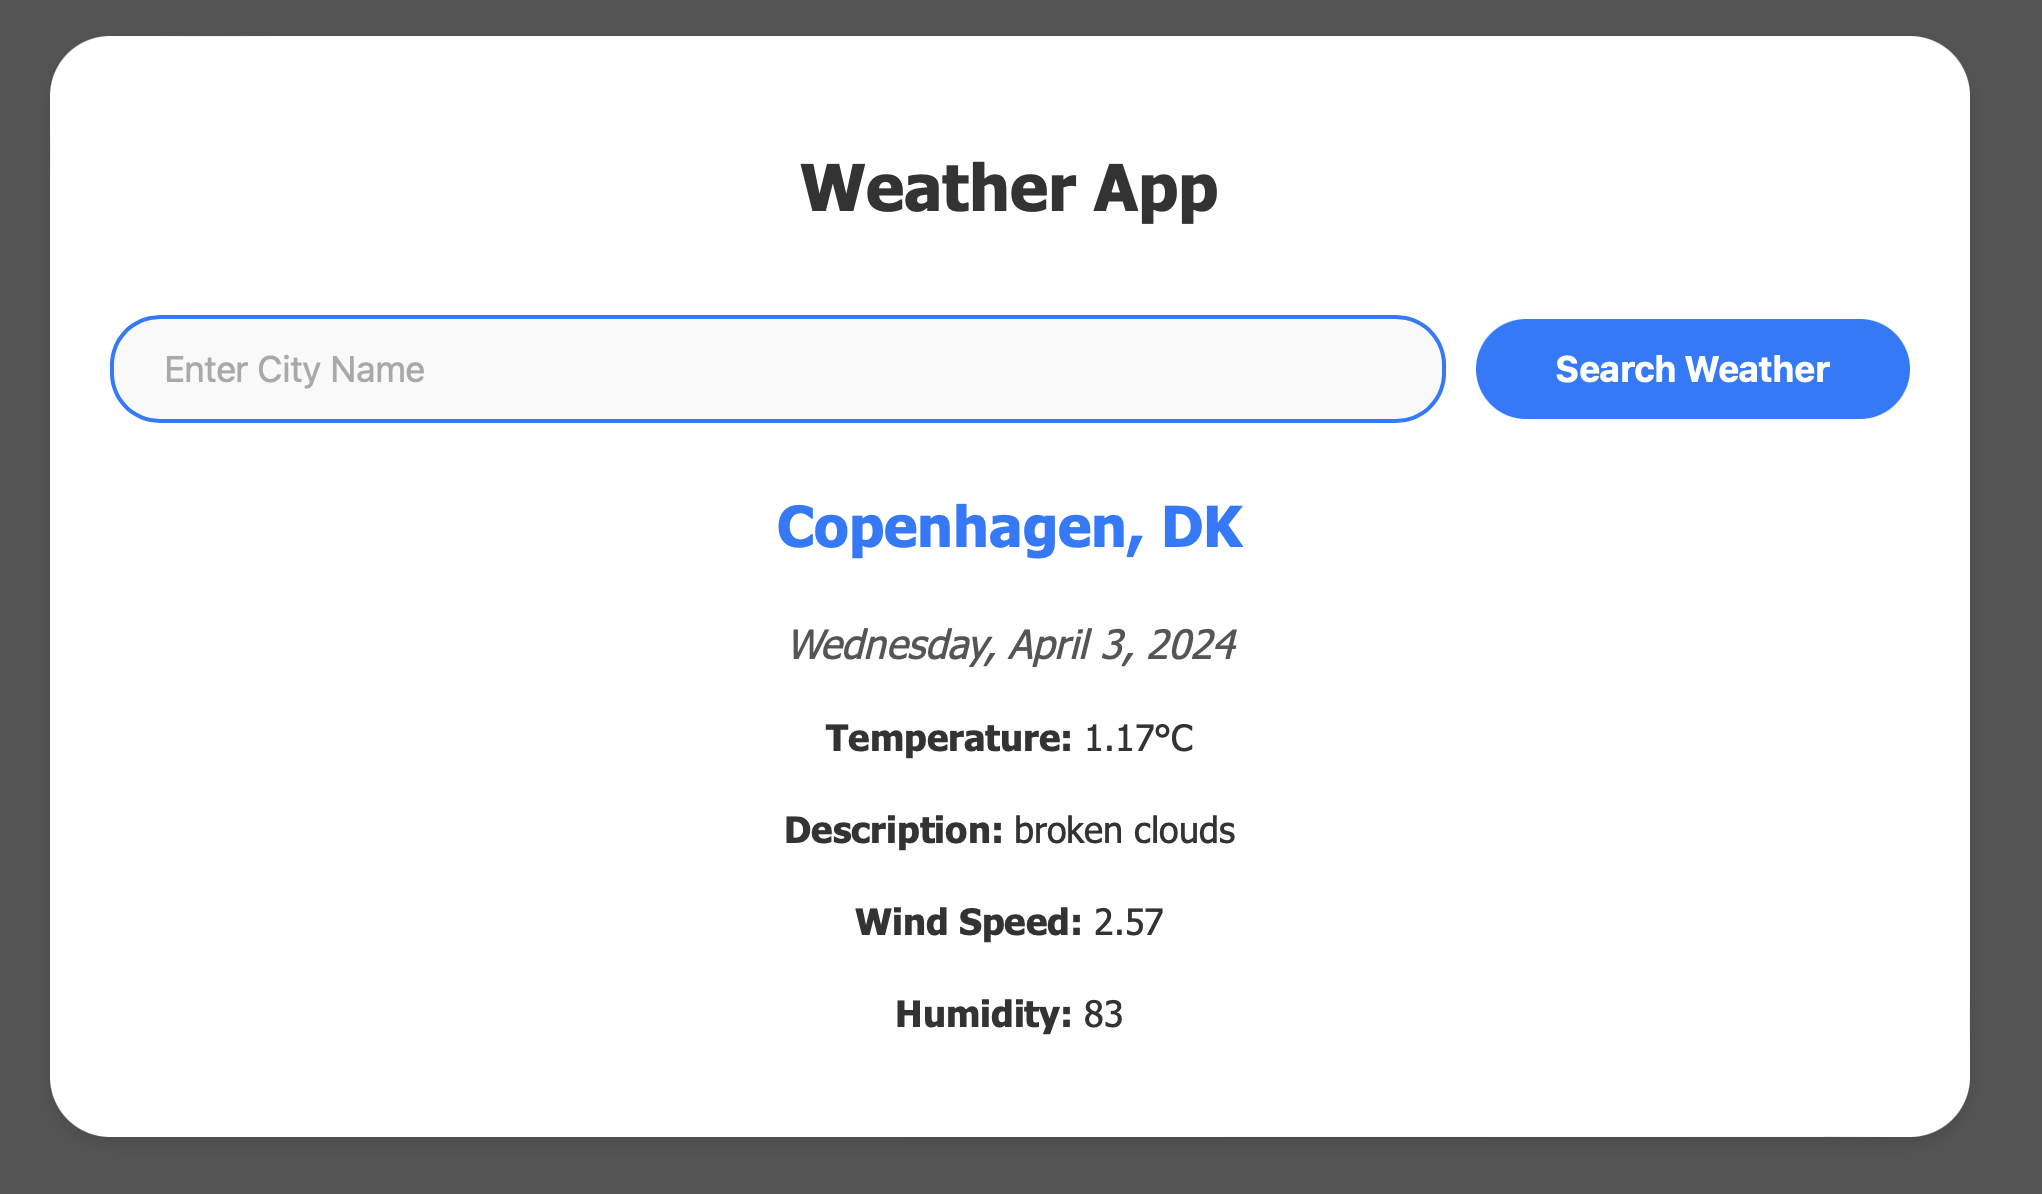 Weather App
Enter City Name
Search Weather
Copenhagen, DK
Wednesday, April 3, 2024
Temperature: 1.17°C
Description: broken clouds
Wind Speed: 2.57
Humidity: 83